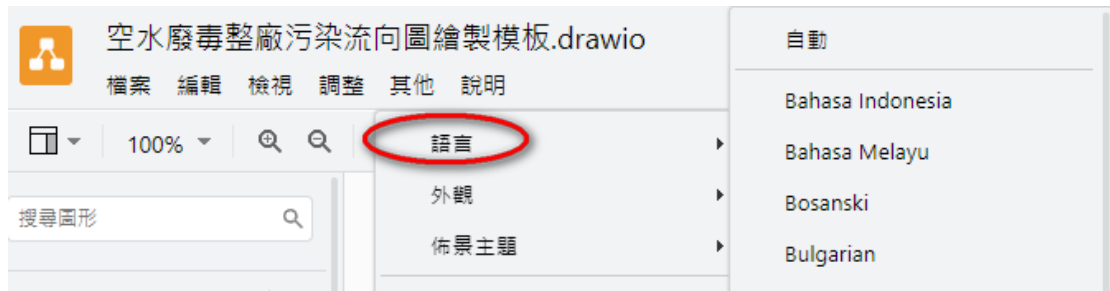 空水廢毒整廠污染流向圖繪製模板.drawio
檔案 編輯 檢視 調整 其他 說明
100%
搜尋圖形
語言
外觀
佈景主題
自動
Bahasa Indonesia
Bahasa Melayu
Bosanski
Bulgarian